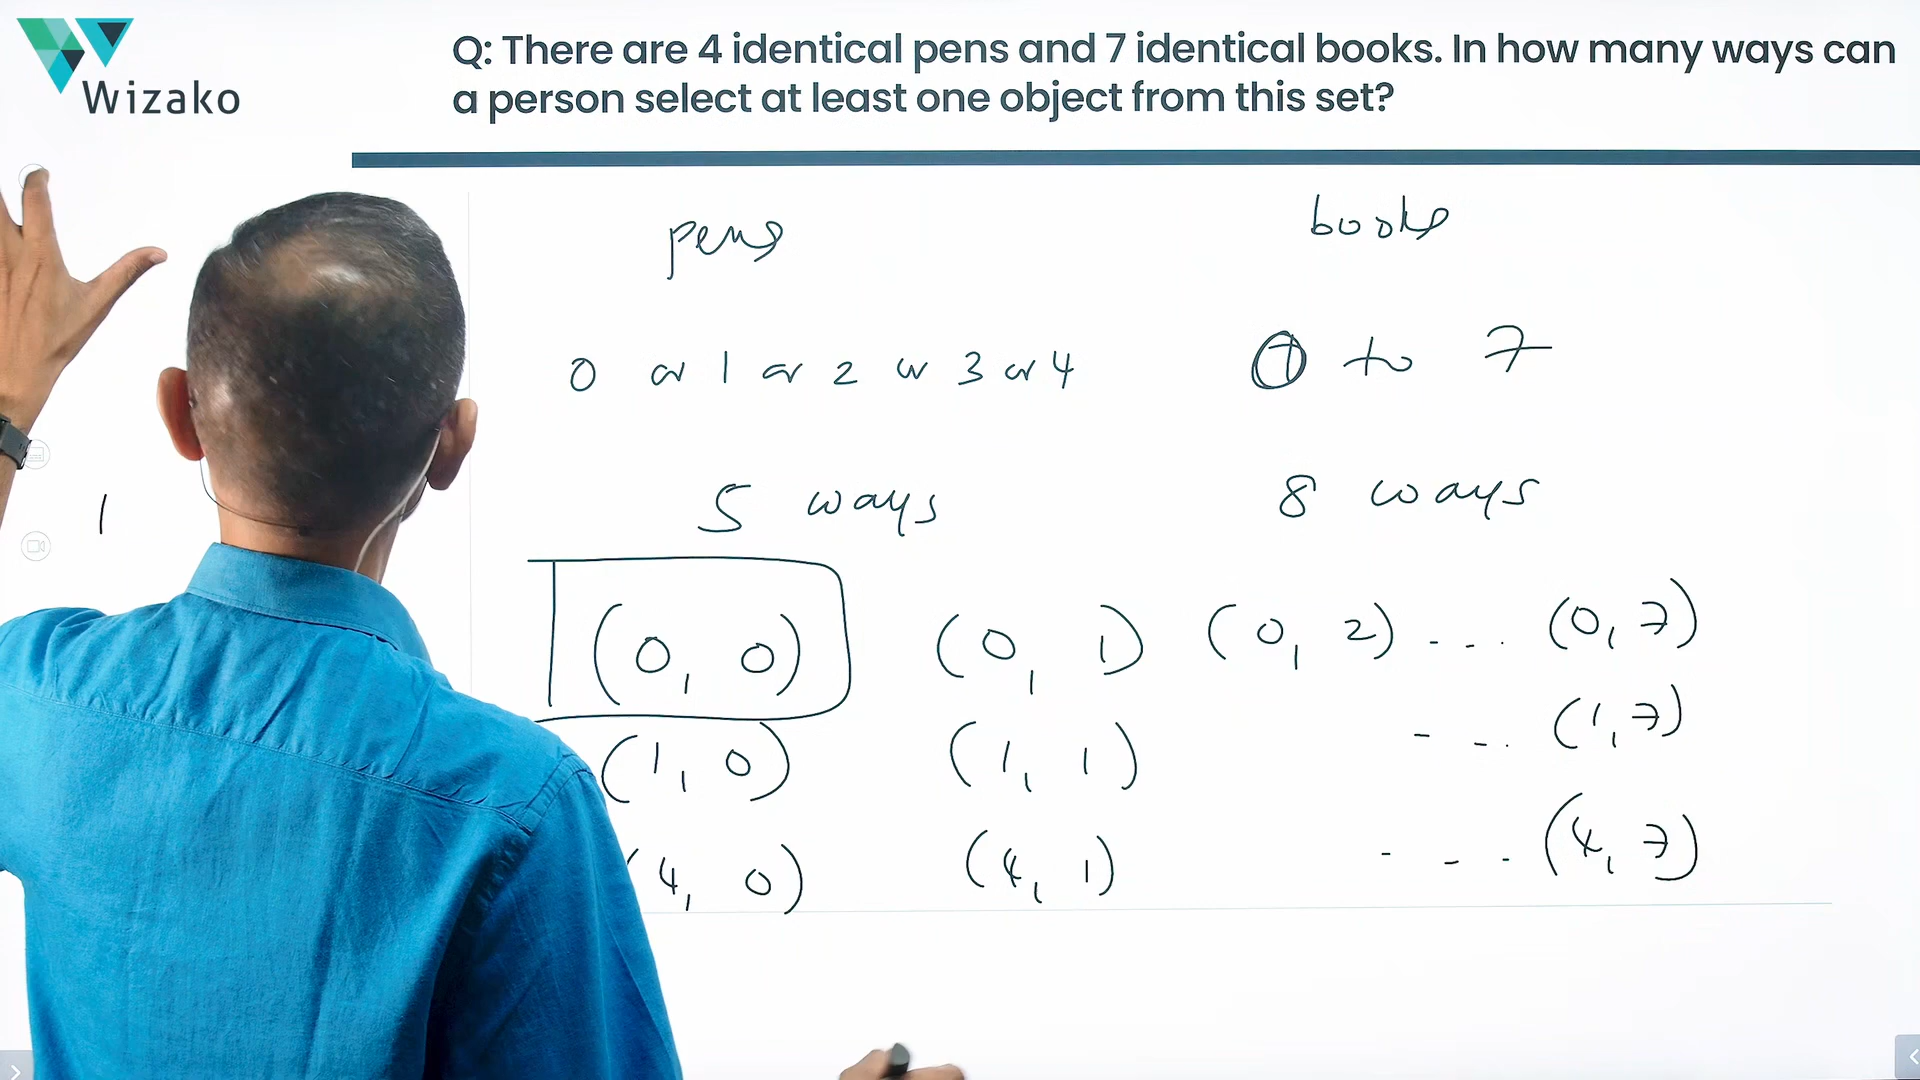 Wizako
Q: There are 4 identical pens and 7 identical books. In how many ways can
a person select at least one object from this set?
pens books
0 or 1 or 2 or 3 or 4 0 to 7
5 ways 8 ways
1
(0, 0) (0, 1) (0, 2) ... (0, 7)
(1, 0) (1, 1) ... (1, 7)
(4, 0) (4, 1) ... (4, 7)